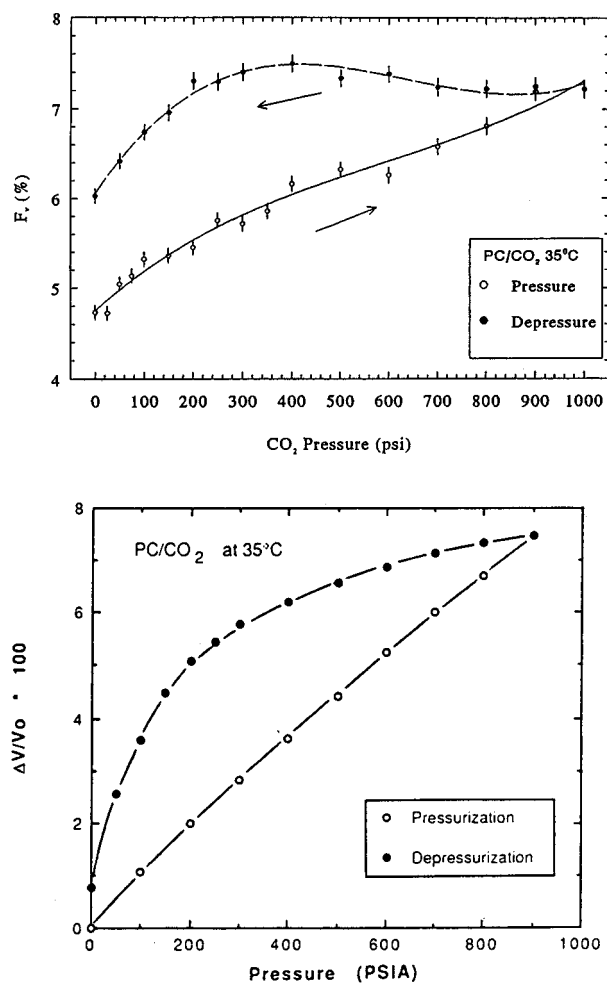 8
7
6
5
4
Fᵥ (%)
PC/CO₂ 35⁰C
Pressure
Depressure
0 100 200 300 400 500 600 700 800 900 1000
CO₂ Pressure (psi)
8
6
4
2
0
ΔV/Vo * 100
PC/CO₂ at 35°C
Pressurization
Depressurization
0 200 400 600 800 1000
Pressure (PSIA)